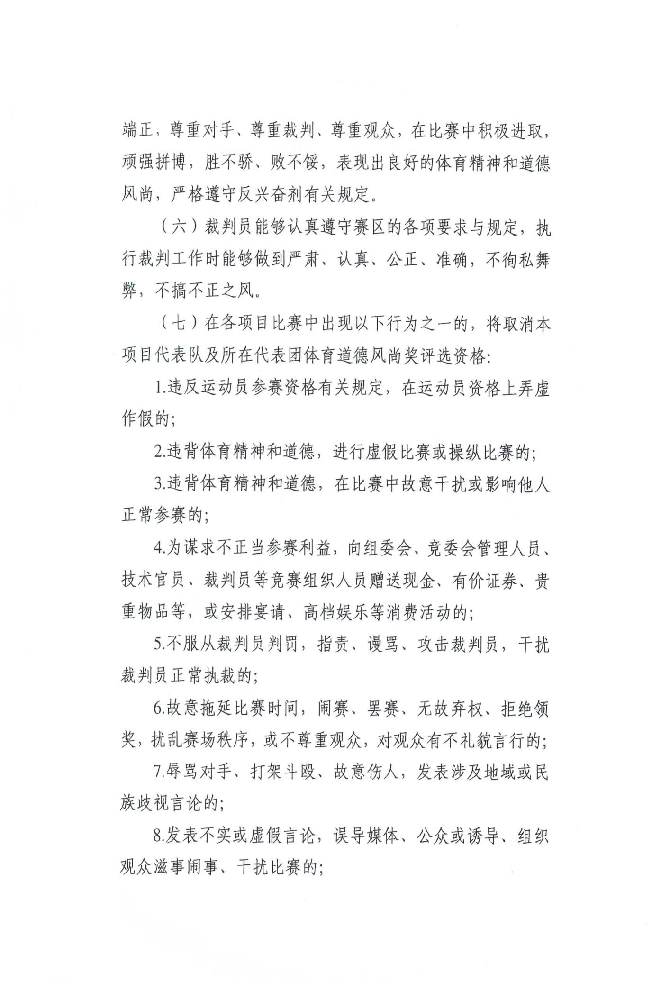 端正，尊重对手、尊重裁判、尊重观众，在比赛中积极进取，
顽强拼博，胜不骄、败不馁，表现出良好的体育精神和道德
风尚，严格遵守反兴奋剂有关规定。
（六）裁判员能够认真遵守赛区的各项要求与规定，执
行裁判工作时能够做到严肃、认真、公正、准确，不徇私舞
弊，不搞不正之风。
（七）在各项目比赛中出现以下行为之一的，将取消本
项目代表队及所在代表团体育道德风尚奖评选资格：
1.违反运动员参赛资格有关规定，在运动员资格上弄虚
作假的；
2.违背体育精神和道德，进行虚假比赛或操纵比赛的；
3.违背体育精神和道德，在比赛中故意干扰或影响他人
正常参赛的；
4.为谋求不正当参赛利益，向组委会、竞委会管理人员、
技术官员、裁判员等竞赛组织人员赠送现金、有价证券、贵
重物品等，或安排宴请、高档娱乐等消费活动的；
5.不服从裁判员判罚，指责、谩骂、攻击裁判员，干扰
裁判员正常执裁的；
6.故意拖延比赛时间，闹赛、罢赛、无故弃权、拒绝领
奖，扰乱赛场秩序，或不尊重观众，对观众有不礼貌言行的；
7.辱骂对手、打架斗殴、故意伤人，发表涉及地域或民
族歧视言论的；
8.发表不实或虚假言论，误导媒体、公众或诱导、组织
观众滋事闹事、干扰比赛的；